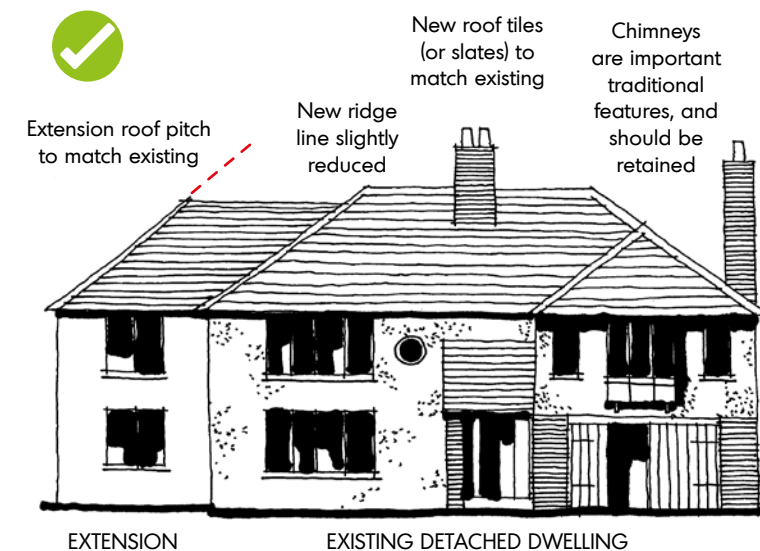 Extension roof pitch
to match existing
New ridge
line slightly
reduced
New roof tiles
(or slates) to
match existing
Chimneys
are important
traditional
features, and
should be
retained
EXTENSION
EXISTING DETACHED DWELLING